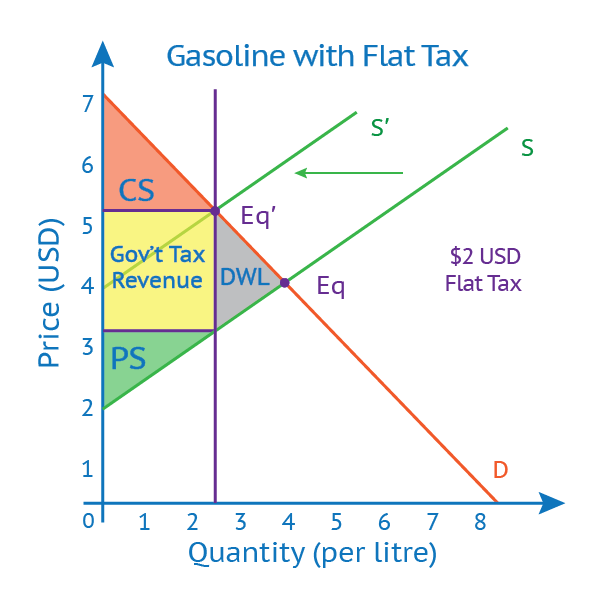 Gasoline with Flat Tax
Price (USD)
7
6
5
4
3
2
1
0
1 2 3 4 5 6 7 8
Quantity (per litre)
S′
S
CS
Eq′
Gov’t Tax
Revenue
DWL
Eq
$2 USD
Flat Tax
PS
D